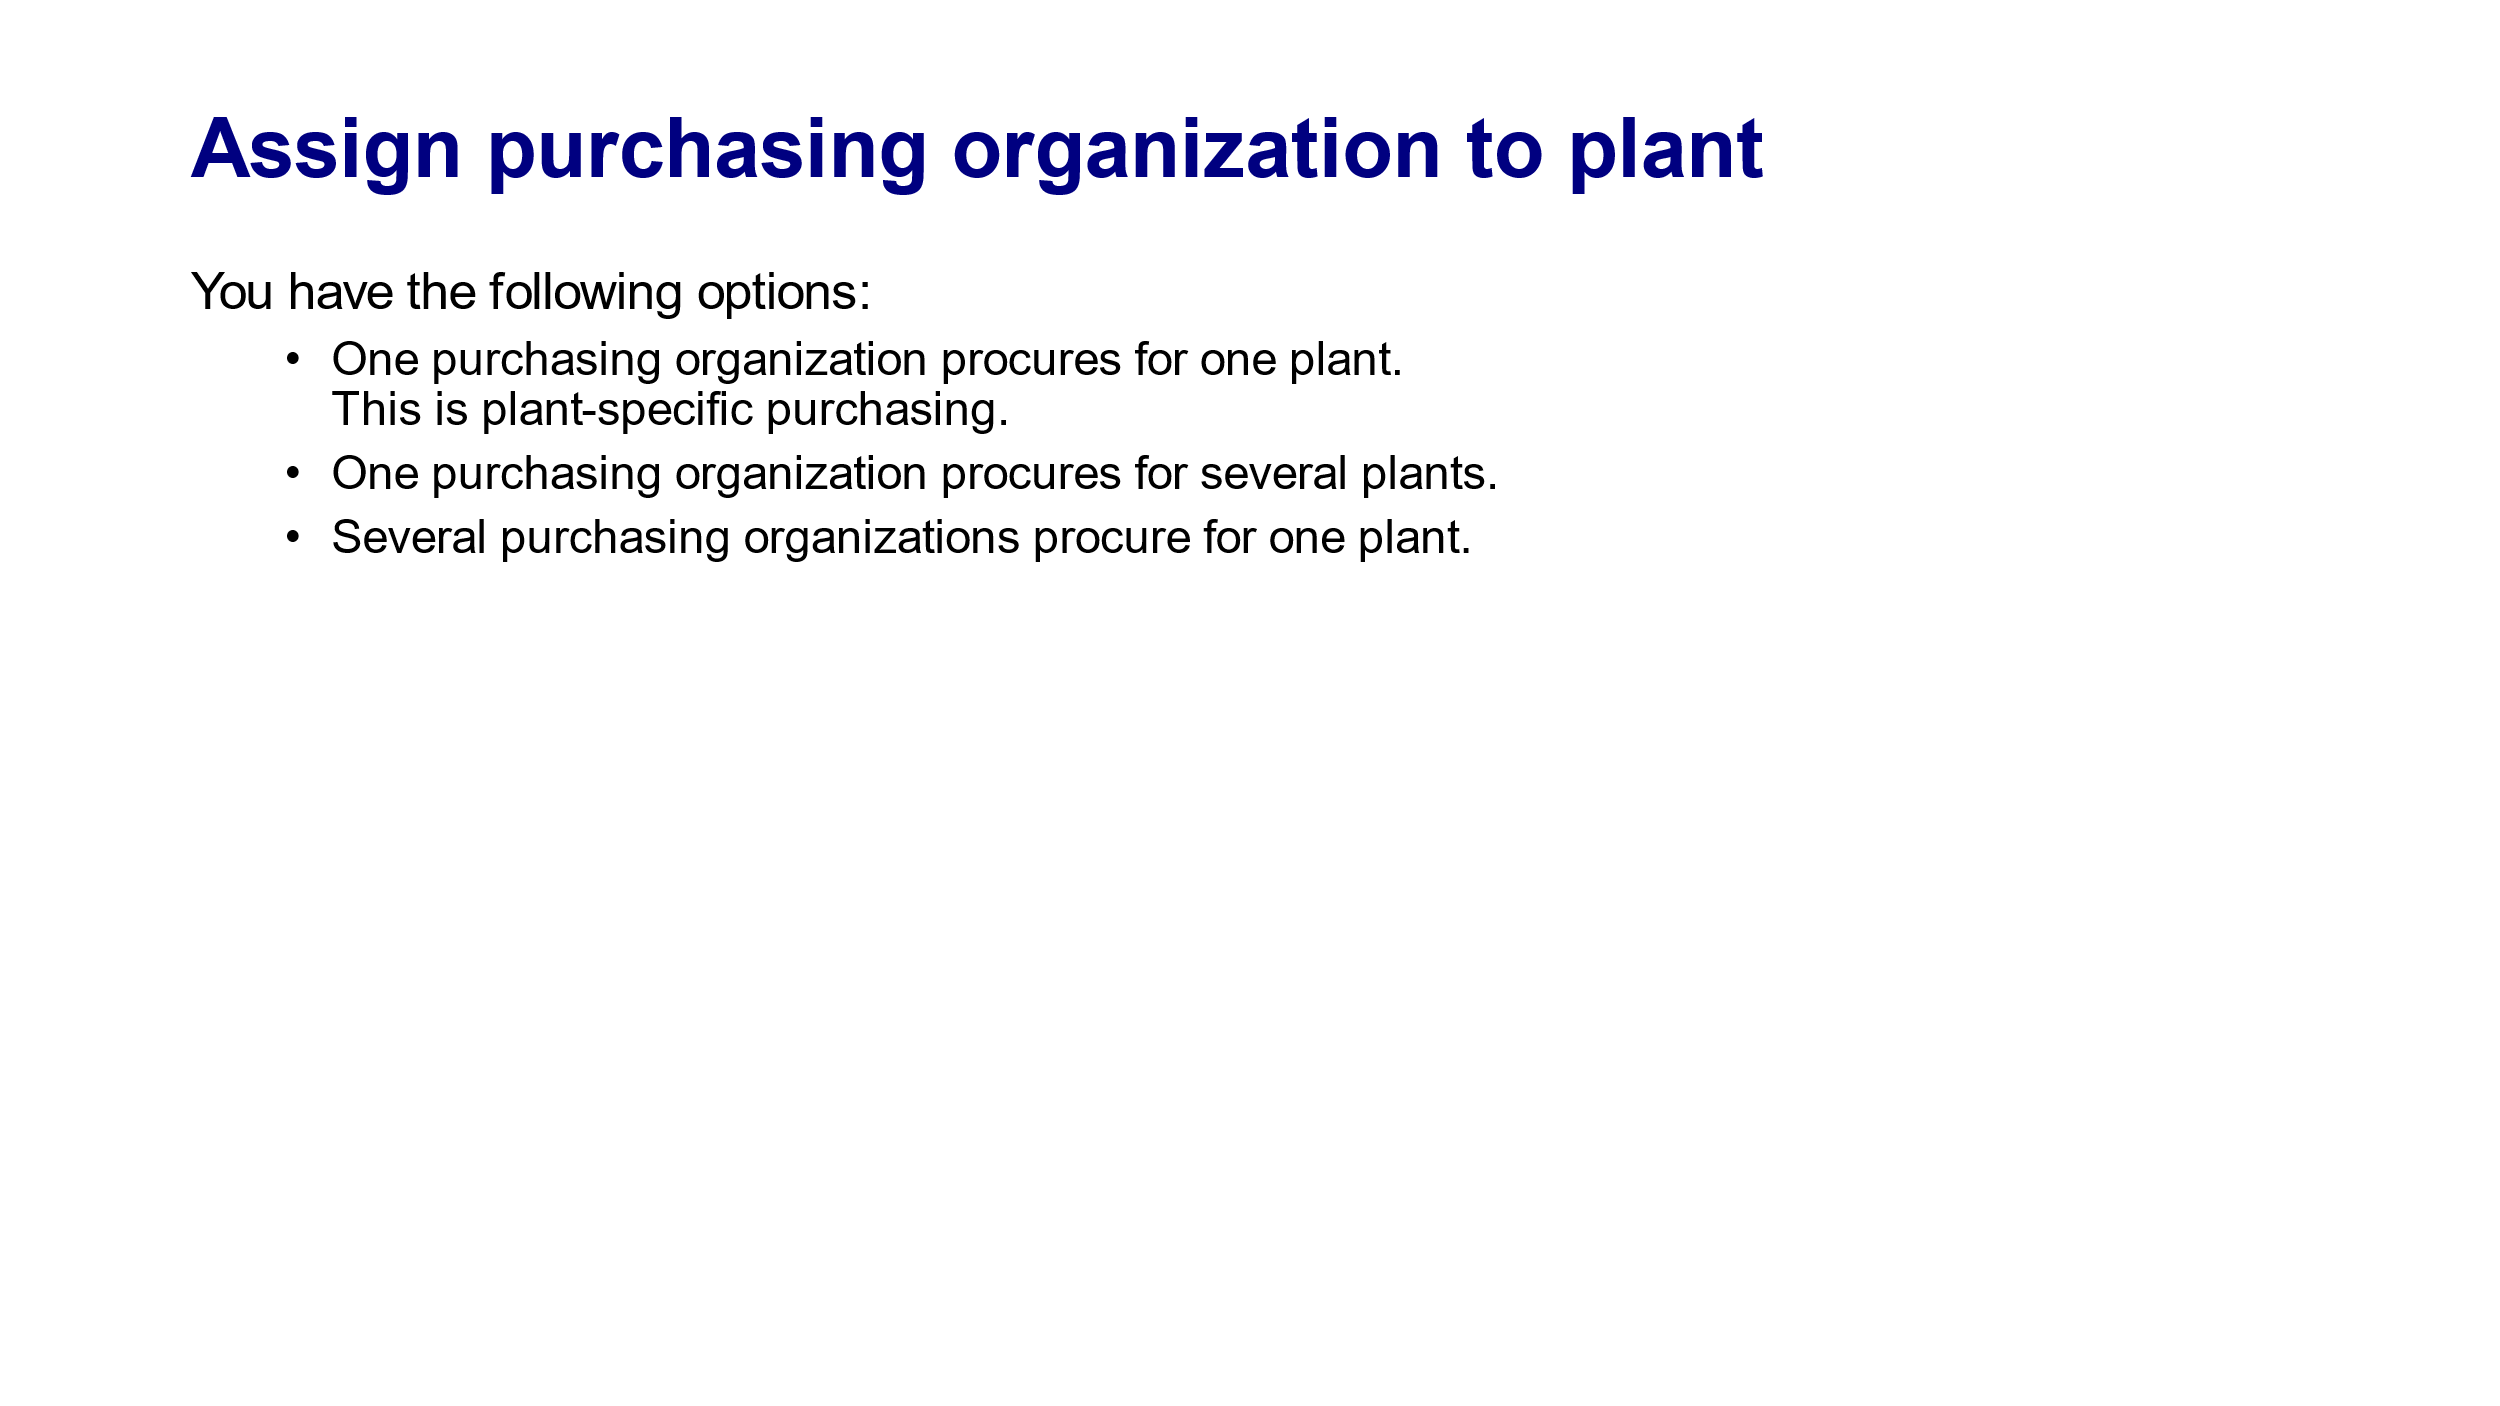 Assign purchasing organization to plant
You have the following options:
• One purchasing organization procures for one plant.
This is plant-specific purchasing.
• One purchasing organization procures for several plants.
• Several purchasing organizations procure for one plant.